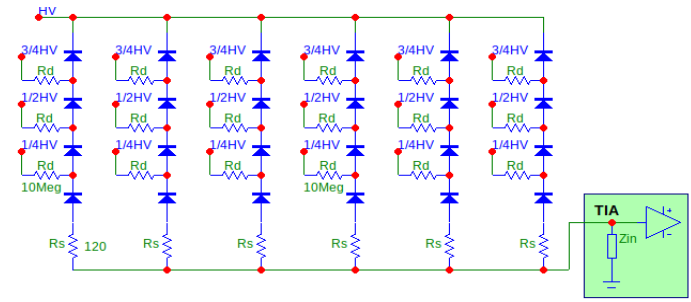 HV
3/4HV 3/4HV 3/4HV 3/4HV 3/4HV 3/4HV
Rd Rd Rd Rd Rd Rd
1/2HV 1/2HV 1/2HV 1/2HV 1/2HV 1/2HV
Rd Rd Rd Rd Rd Rd
1/4HV 1/4HV 1/4HV 1/4HV 1/4HV 1/4HV
Rd Rd Rd Rd Rd Rd
10Meg 10Meg
TIA
+
-
Zin
Rs 120 Rs Rs Rs Rs Rs